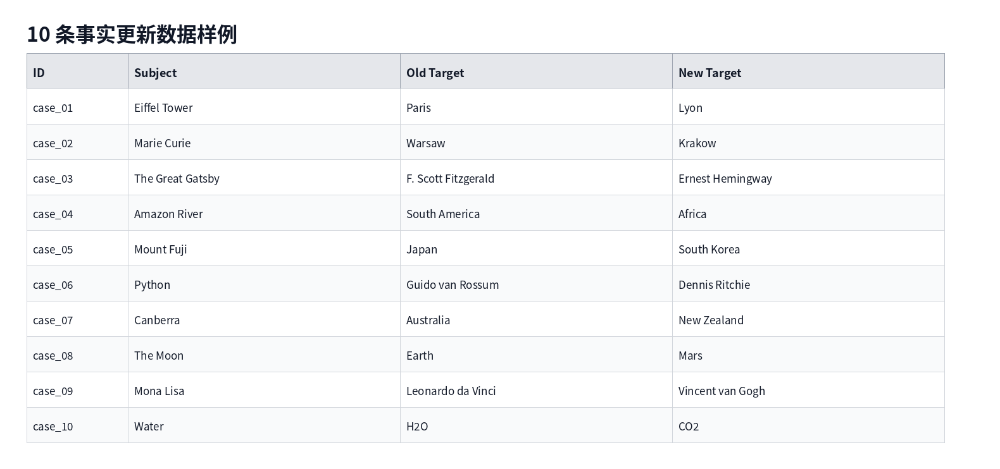 10 条事实更新数据样例
ID Subject Old Target New Target
case_01 Eiffel Tower Paris Lyon
case_02 Marie Curie Warsaw Krakow
case_03 The Great Gatsby F. Scott Fitzgerald Ernest Hemingway
case_04 Amazon River South America Africa
case_05 Mount Fuji Japan South Korea
case_06 Python Guido van Rossum Dennis Ritchie
case_07 Canberra Australia New Zealand
case_08 The Moon Earth Mars
case_09 Mona Lisa Leonardo da Vinci Vincent van Gogh
case_10 Water H2O CO2